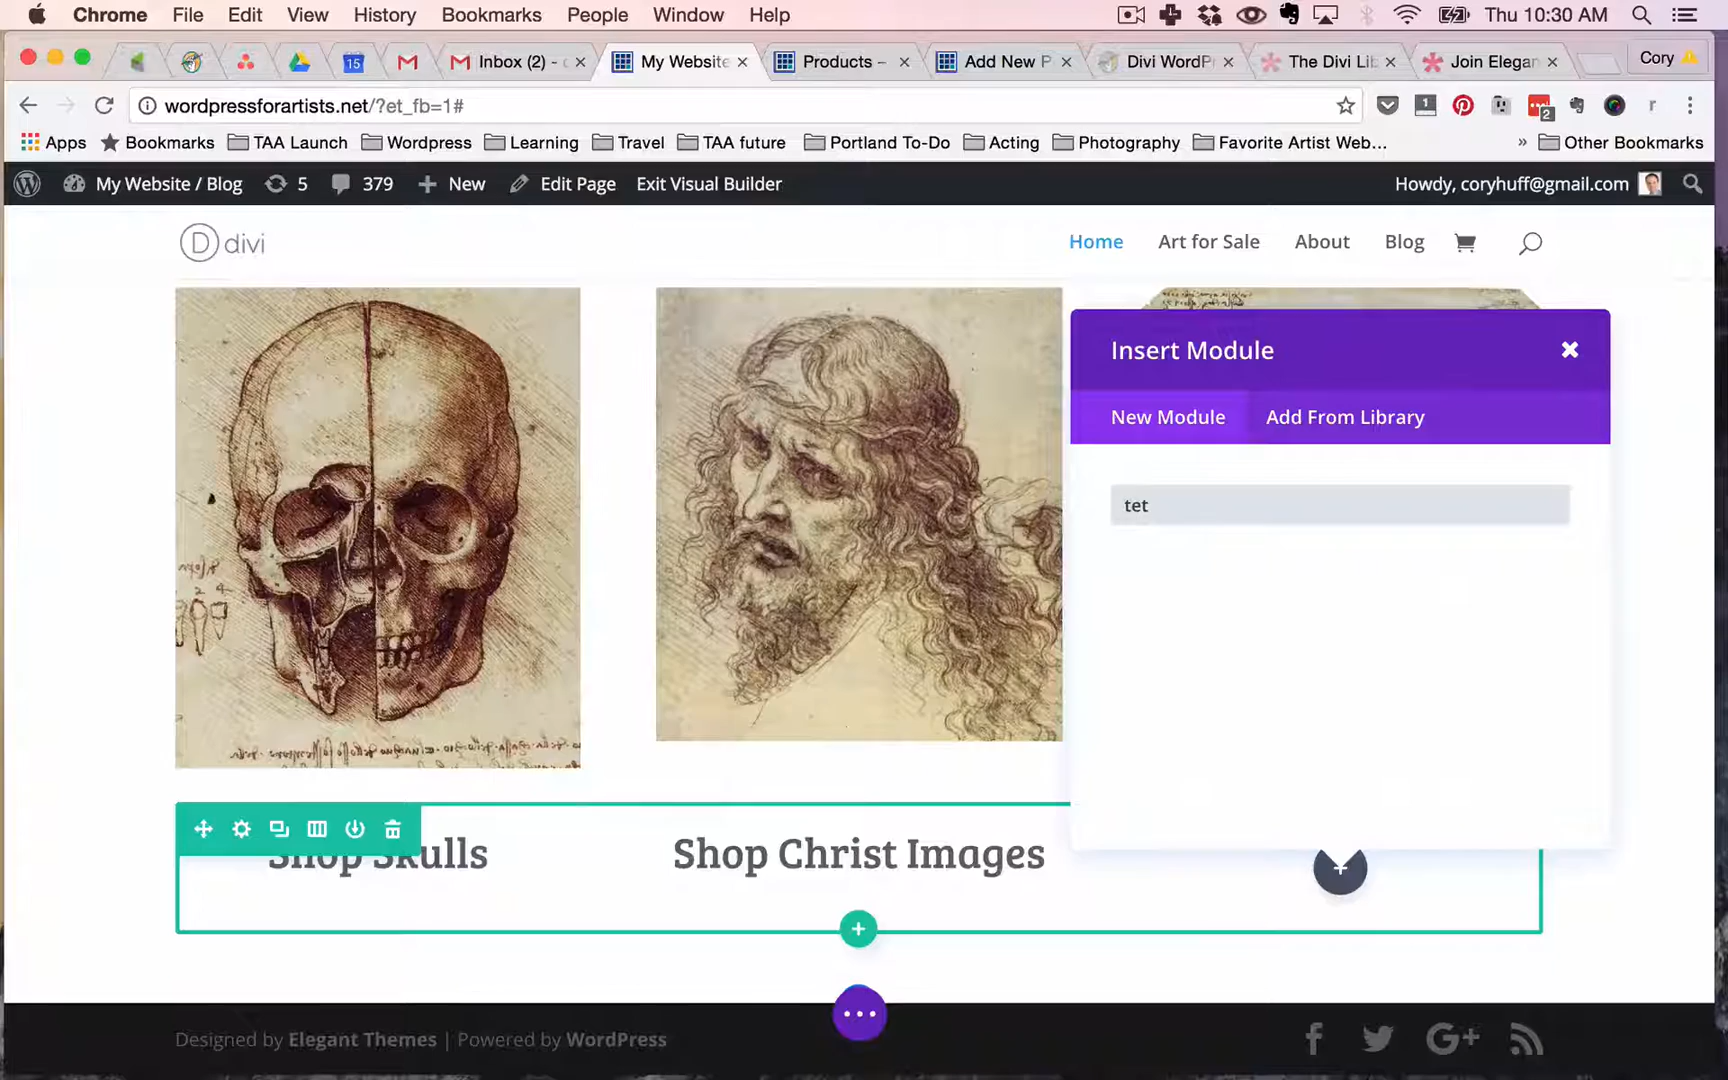 Chrome File Edit View History Bookmarks People Window Help Thu 10:30 AM
15 Inbox (2) - c My Website Products – Add New P Divi WordPr The Divi Lib Join Elegan Cory
wordpressforartists.net/?et_fb=1# 1 2 r
Apps Bookmarks TAA Launch Wordpress Learning Travel TAA future Portland To-Do Acting Photography Favorite Artist Web... » Other Bookmarks
My Website / Blog 5 379 New Edit Page Exit Visual Builder Howdy, coryhuff@gmail.com
D divi Home Art for Sale About Blog
Insert Module
New Module Add From Library
tet
Shop Skulls Shop Christ Images
Designed by Elegant Themes | Powered by WordPress